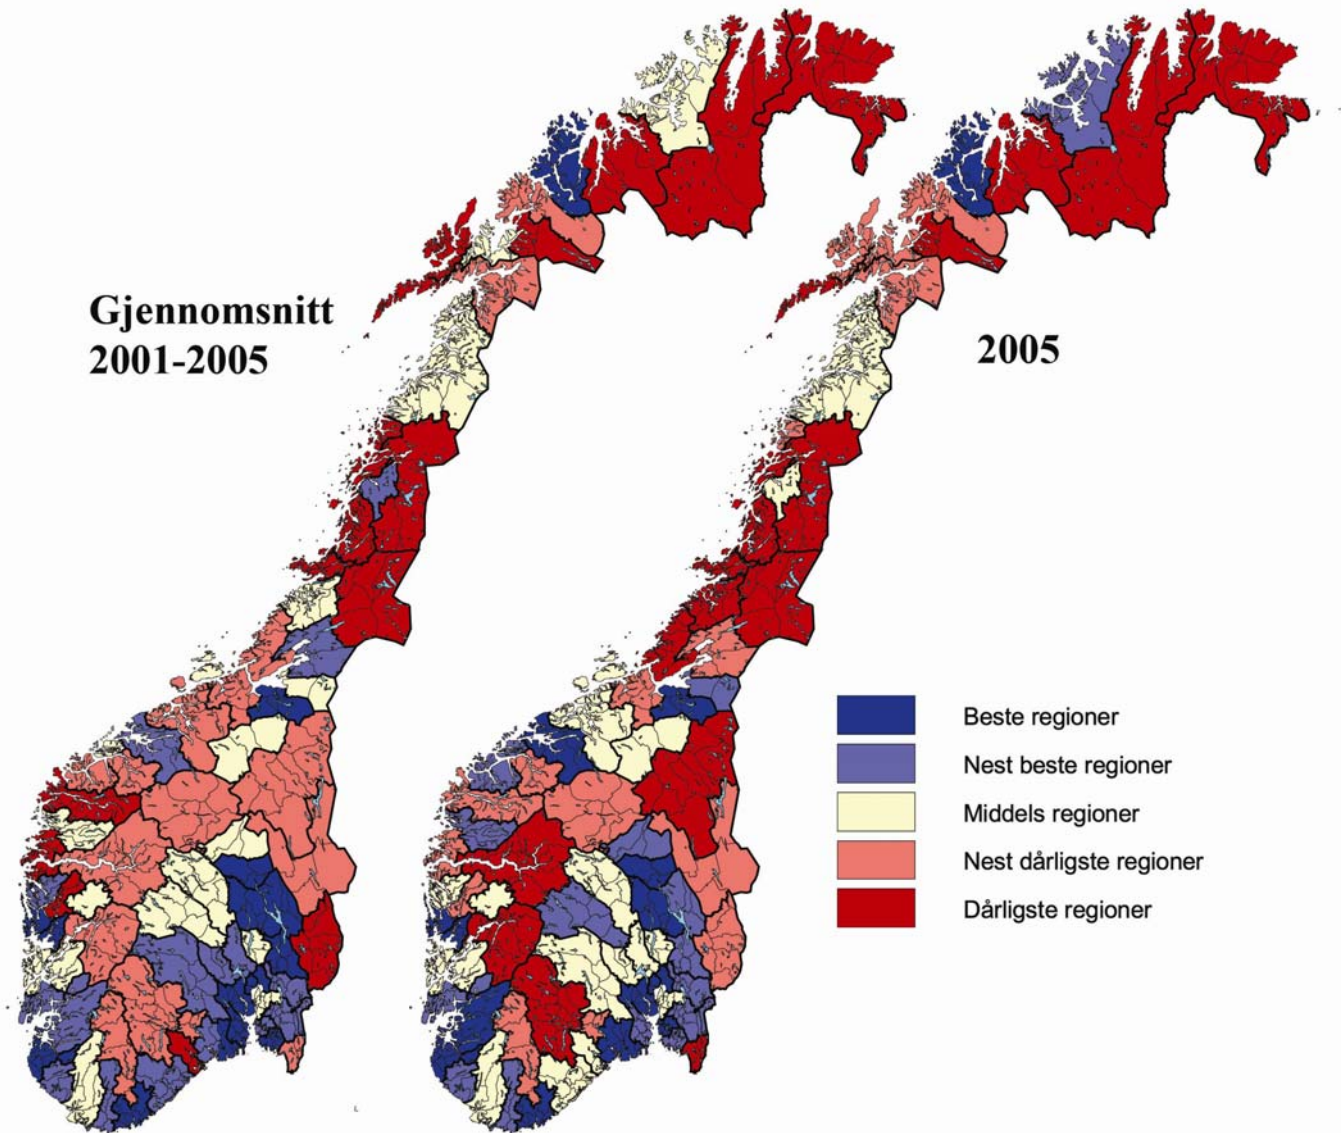 Gjennomsnitt
2001-2005
2005
Beste regioner
Nest beste regioner
Middels regioner
Nest dårligste regioner
Dårligste regioner